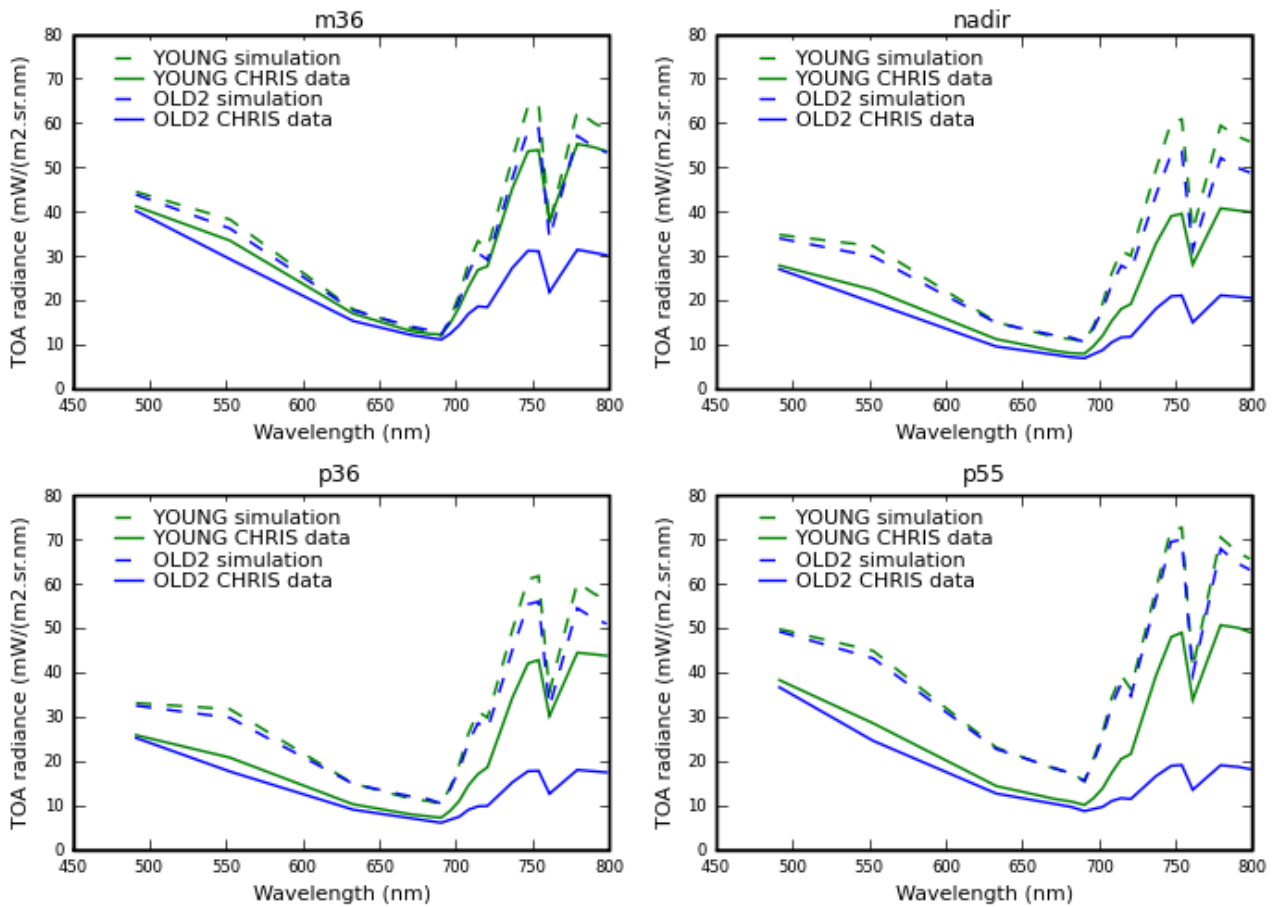 m36
YOUNG simulation
YOUNG CHRIS data
OLD2 simulation
OLD2 CHRIS data
TOA radiance (mW/(m2.sr.nm)
80
70
60
50
40
30
20
10
0
450 500 550 600 650 700 750 800
Wavelength (nm)
nadir
YOUNG simulation
YOUNG CHRIS data
OLD2 simulation
OLD2 CHRIS data
TOA radiance (mW/(m2.sr.nm)
80
70
60
50
40
30
20
10
0
450 500 550 600 650 700 750 800
Wavelength (nm)
p36
YOUNG simulation
YOUNG CHRIS data
OLD2 simulation
OLD2 CHRIS data
TOA radiance (mW/(m2.sr.nm)
80
70
60
50
40
30
20
10
0
450 500 550 600 650 700 750 800
Wavelength (nm)
p55
YOUNG simulation
YOUNG CHRIS data
OLD2 simulation
OLD2 CHRIS data
TOA radiance (mW/(m2.sr.nm)
80
70
60
50
40
30
20
10
0
450 500 550 600 650 700 750 800
Wavelength (nm)